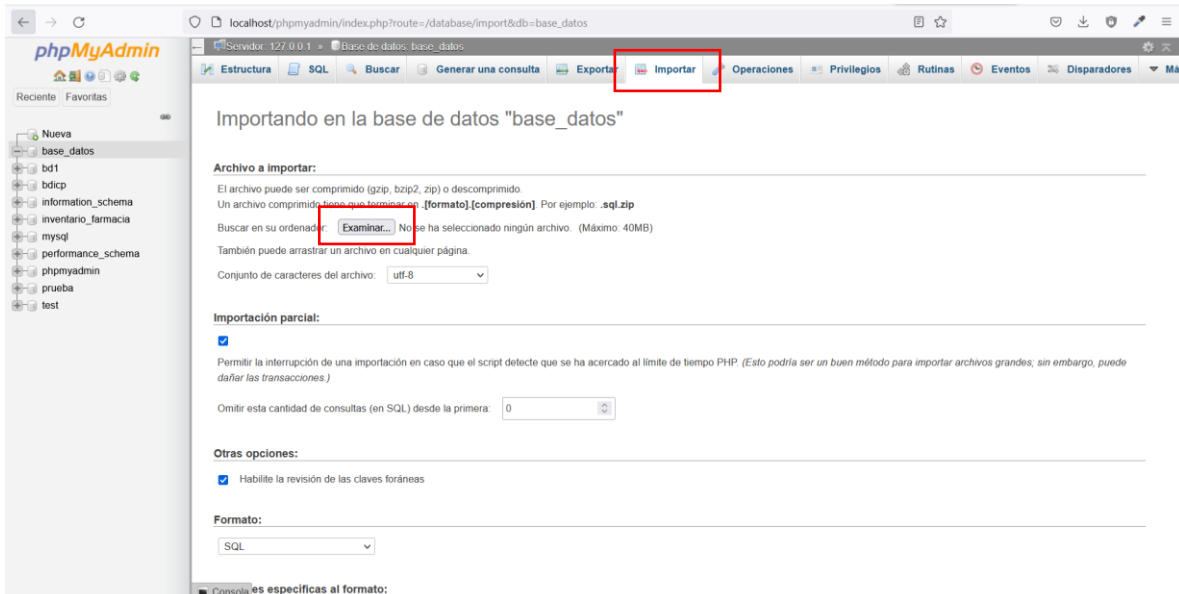 localhost/phpmyadmin/index.php?route=/database/import&db=base_datos
phpMyAdmin
Reciente Favoritas
Nueva
base_datos
bd1
bdicp
information_schema
inventario_farmacia
mysql
performance_schema
phpmyadmin
prueba
test
Servidor: 127.0.0.1 » Base de datos: base_datos
Estructura SQL Buscar Generar una consulta Exportar Importar Operaciones Privilegios Rutinas Eventos Disparadores Má
Importando en la base de datos "base_datos"
Archivo a importar:
El archivo puede ser comprimido (gzip, bzip2, zip) o descomprimido.
Un archivo comprimido tiene que terminar en .[formato].[compresión]. Por ejemplo: .sql.zip
Buscar en su ordenador: Examinar... No se ha seleccionado ningún archivo. (Máximo: 40MB)
También puede arrastrar un archivo en cualquier página.
Conjunto de caracteres del archivo: utf-8
Importación parcial:
Permitir la interrupción de una importación en caso que el script detecte que se ha acercado al límite de tiempo PHP. (Esto podría ser un buen método para importar archivos grandes; sin embargo, puede
dañar las transacciones.)
Omitir esta cantidad de consultas (en SQL) desde la primera: 0
Otras opciones:
Habilite la revisión de las claves foráneas
Formato:
SQL
Consola es específicas al formato: